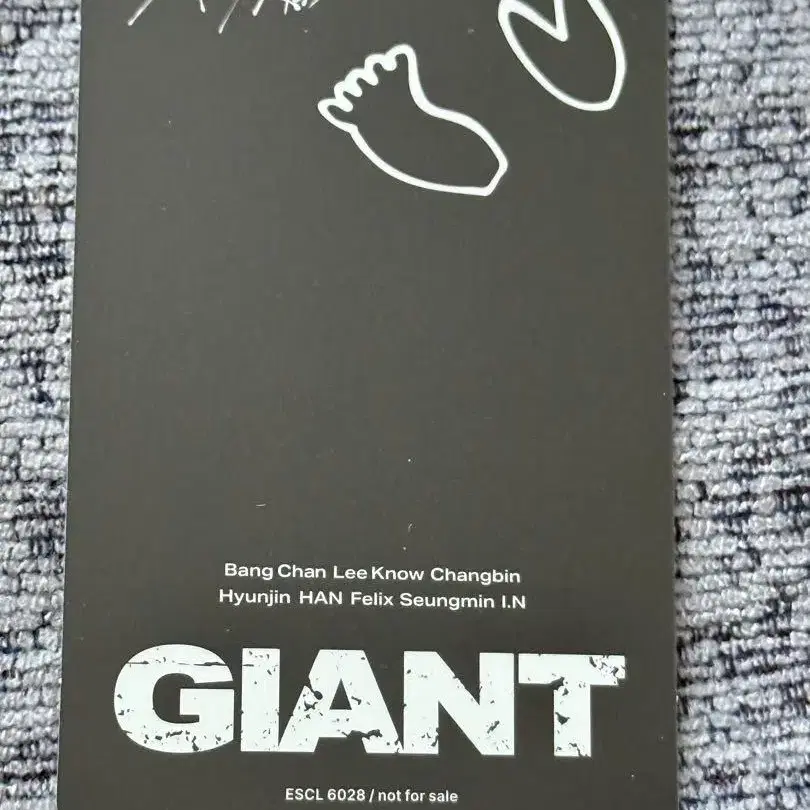 Bang Chan Lee Know Changbin
Hyunjin HAN Felix Seungmin I.N
GIANT
ESCL 6028 / not for sale